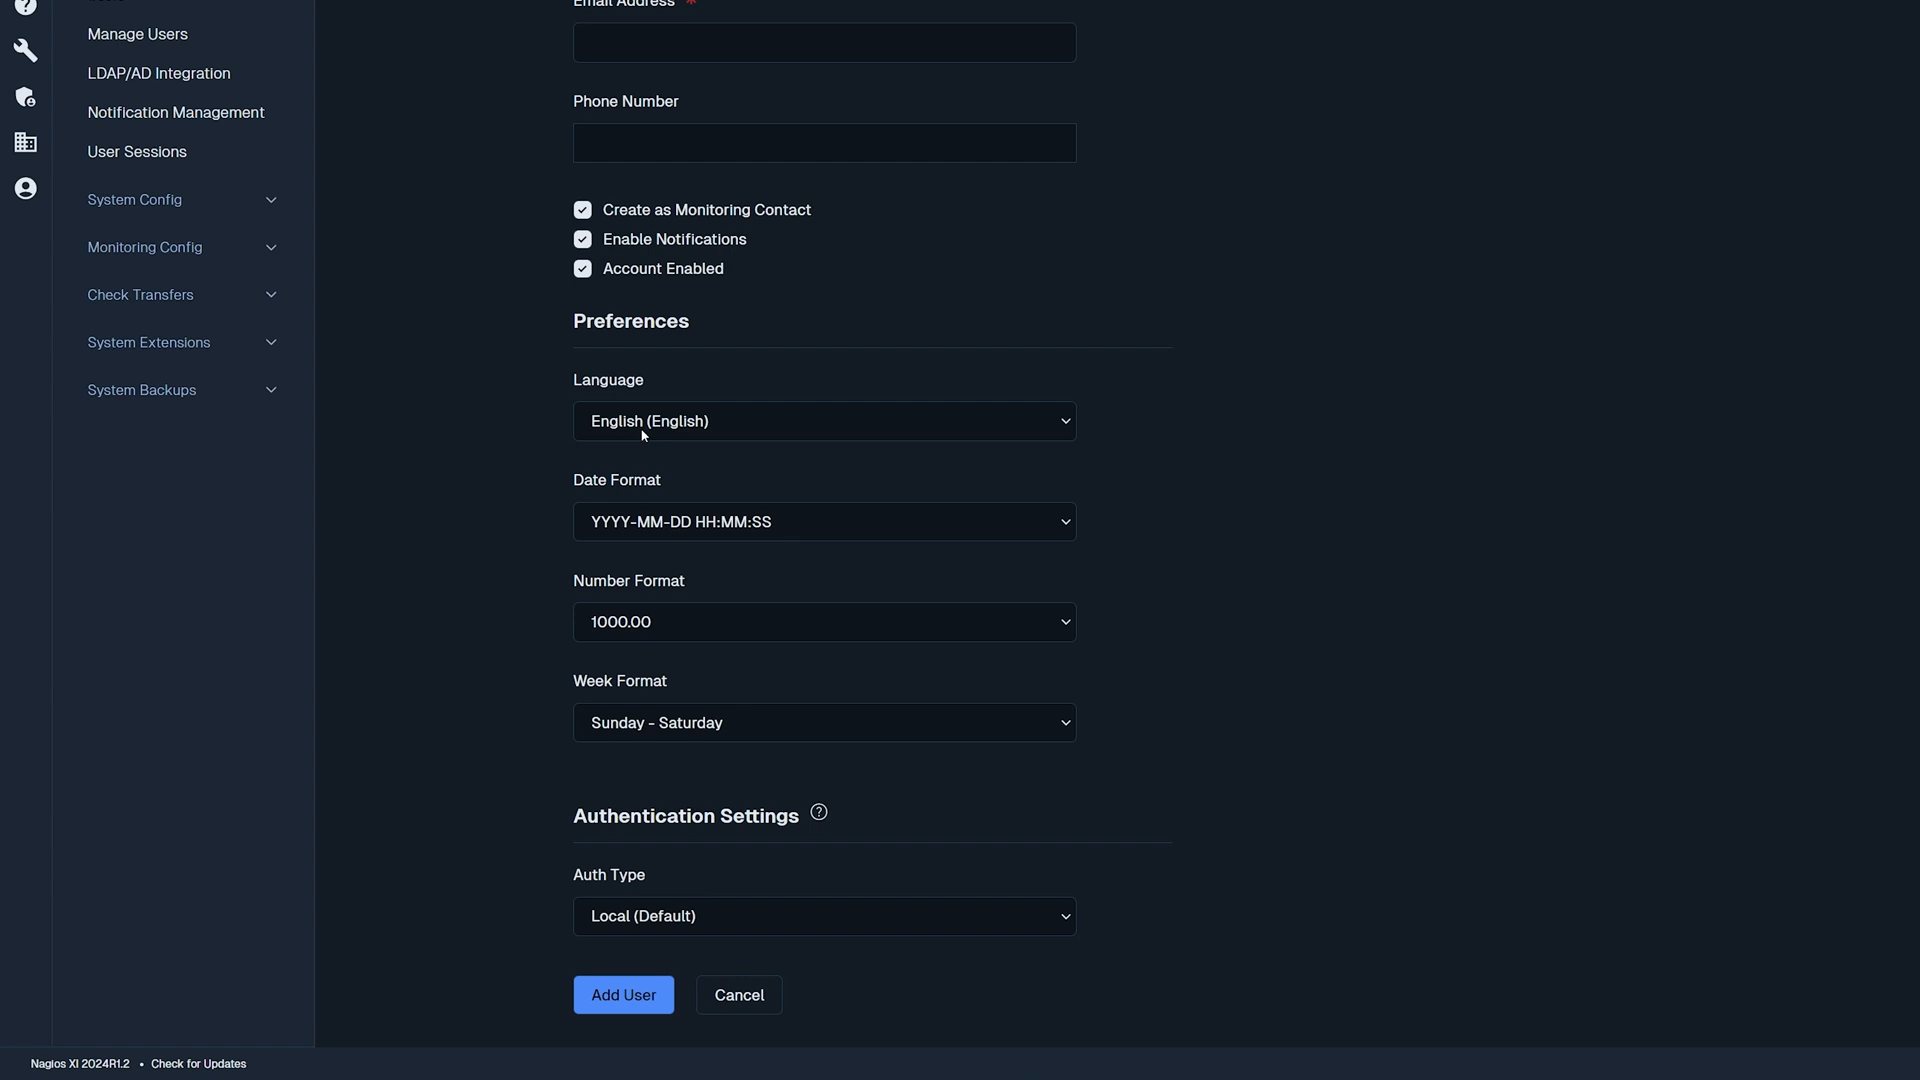 Email Address *
Manage Users
LDAP/AD Integration
Notification Management
User Sessions
System Config
Monitoring Config
Check Transfers
System Extensions
System Backups
Phone Number
Create as Monitoring Contact
Enable Notifications
Account Enabled
Preferences
Language
English (English)
Date Format
YYYY-MM-DD HH:MM:SS
Number Format
1000.00
Week Format
Sunday - Saturday
Authentication Settings ?
Auth Type
Local (Default)
Add User
Cancel
Nagios XI 2024R1.2 • Check for Updates